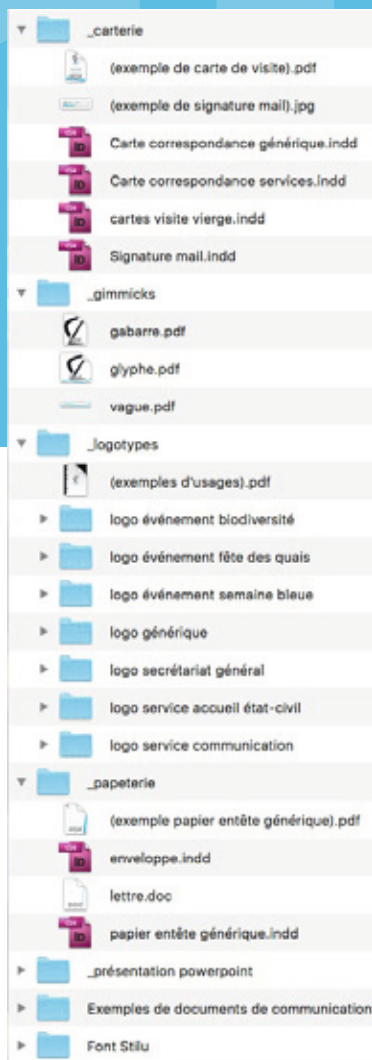 _carterie
(exemple de carte de visite).pdf
(exemple de signature mail).jpg
Carte correspondance générique.indd
Carte correspondance services.indd
cartes visite vierge.indd
Signature mail.indd
_gimmicks
gabarre.pdf
glyphe.pdf
vague.pdf
_logotypes
(exemples d'usages).pdf
logo événement biodiversité
logo événement fête des quais
logo événement semaine bleue
logo générique
logo secrétariat général
logo service accueil état-civil
logo service communication
_papeterie
(exemple papier entête générique).pdf
enveloppe.indd
lettre.doc
papier entête générique.indd
_présentation powerpoint
Exemples de documents de communication
Font Stilu